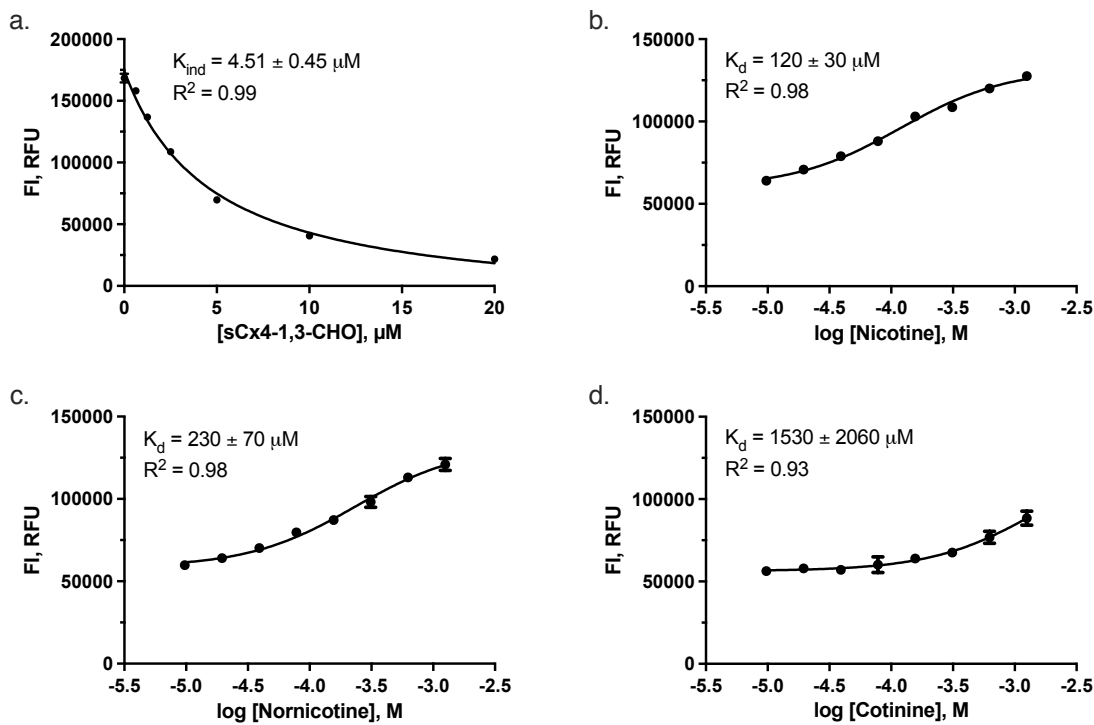 a.
200000
150000
100000
50000
0
FI, RFU
K_ind = 4.51 ± 0.45 μM
R² = 0.99
0 5 10 15 20
[sCx4-1,3-CHO], μM
b.
150000
100000
50000
0
FI, RFU
K_d = 120 ± 30 μM
R² = 0.98
-5.5 -5.0 -4.5 -4.0 -3.5 -3.0 -2.5
log [Nicotine], M
c.
150000
100000
50000
0
FI, RFU
K_d = 230 ± 70 μM
R² = 0.98
-5.5 -5.0 -4.5 -4.0 -3.5 -3.0 -2.5
log [Nornicotine], M
d.
150000
100000
50000
0
FI, RFU
K_d = 1530 ± 2060 μM
R² = 0.93
-5.5 -5.0 -4.5 -4.0 -3.5 -3.0 -2.5
log [Cotinine], M